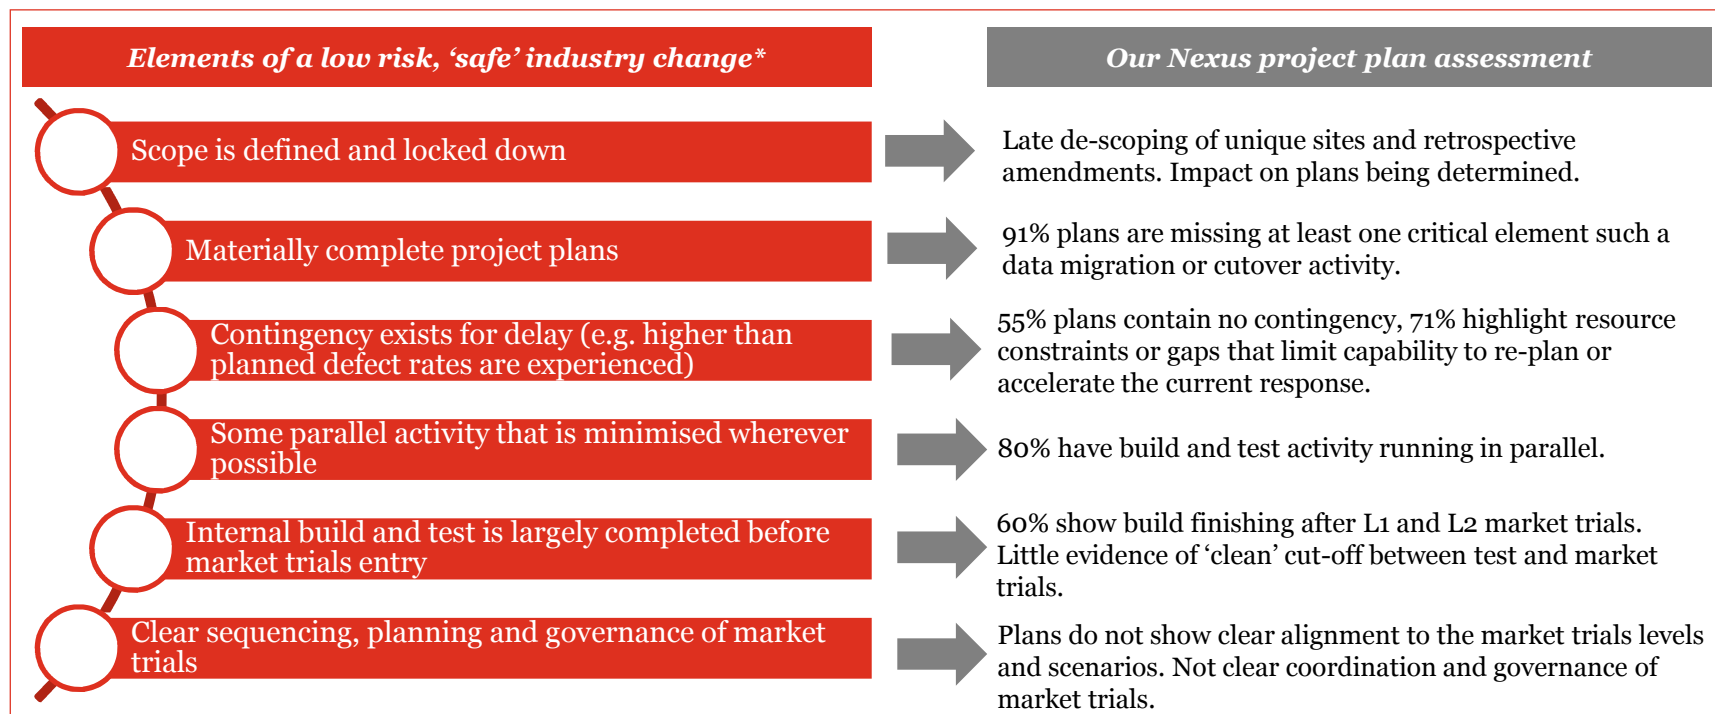 Elements of a low risk, ‘safe’ industry change*
Our Nexus project plan assessment
Scope is defined and locked down
Late de-scoping of unique sites and retrospective
amendments. Impact on plans being determined.
Materially complete project plans
91% plans are missing at least one critical element such a
data migration or cutover activity.
Contingency exists for delay (e.g. higher than
planned defect rates are experienced)
55% plans contain no contingency, 71% highlight resource
constraints or gaps that limit capability to re-plan or
accelerate the current response.
Some parallel activity that is minimised wherever
possible
80% have build and test activity running in parallel.
Internal build and test is largely completed before
market trials entry
60% show build finishing after L1 and L2 market trials.
Little evidence of ‘clean’ cut-off between test and market
trials.
Clear sequencing, planning and governance of market
trials
Plans do not show clear alignment to the market trials levels
and scenarios. Not clear coordination and governance of
market trials.